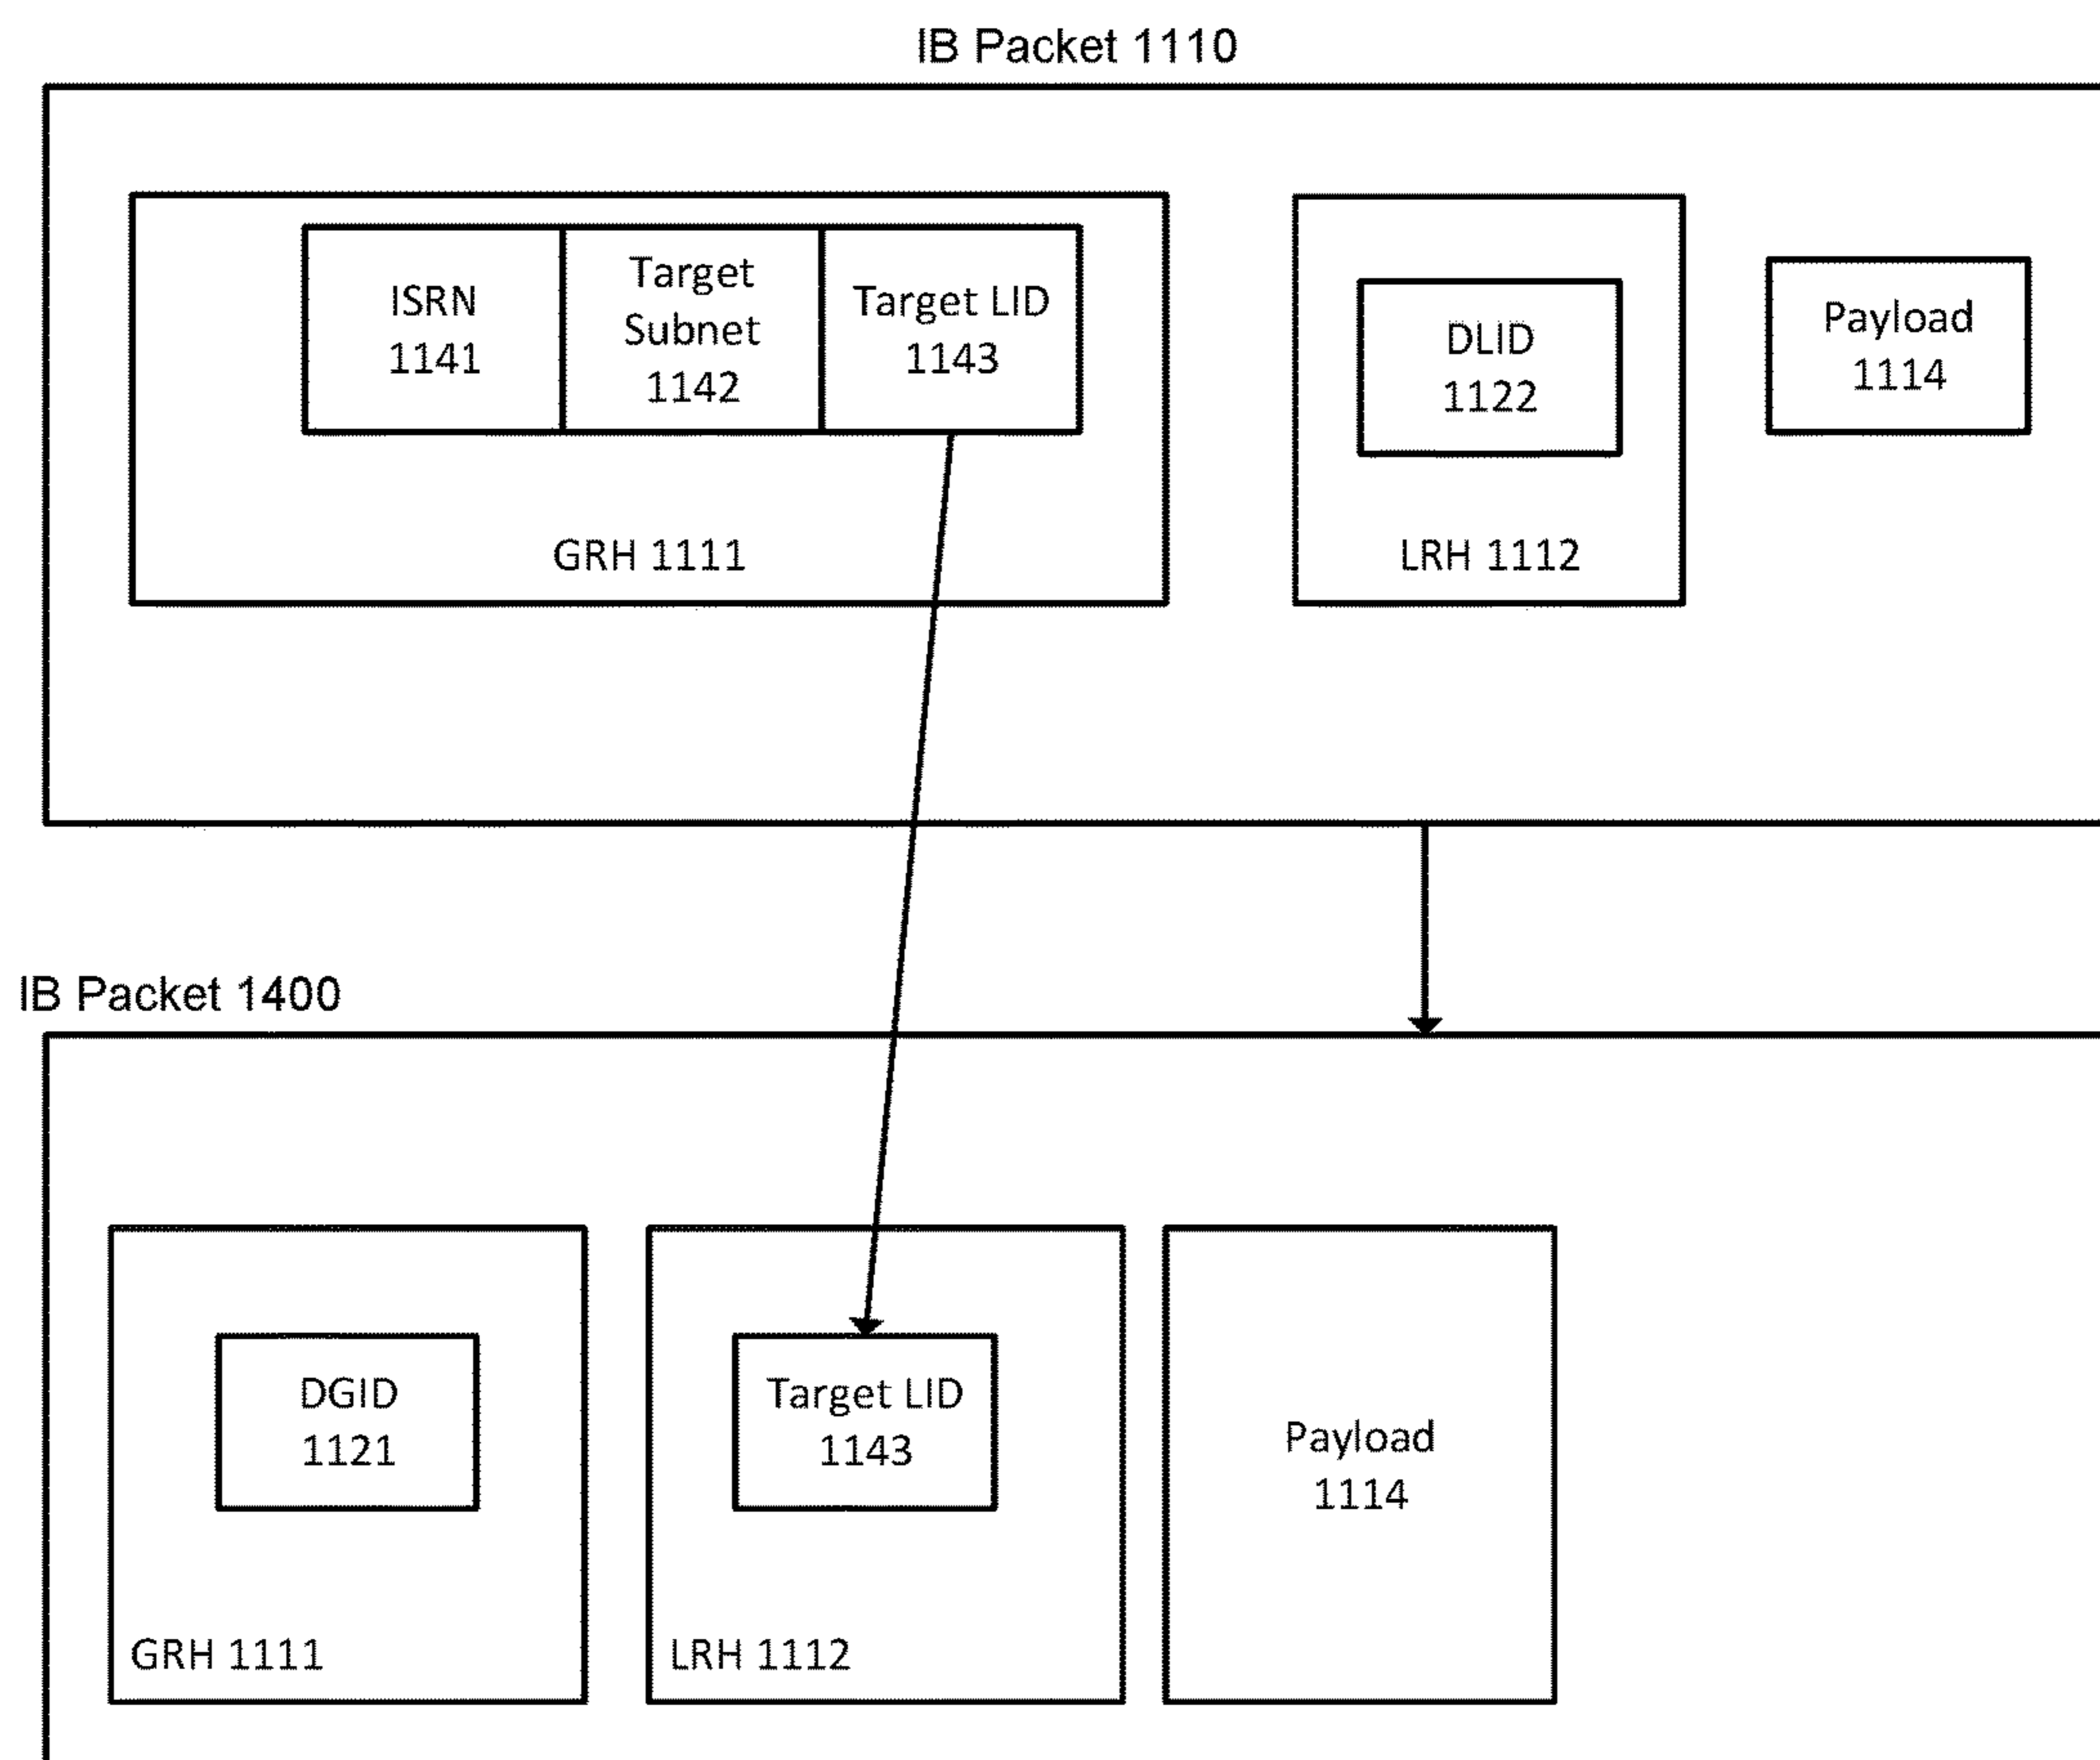 IB Packet 1110
ISRN
1141
Target
Subnet
1142
Target LID
1143
GRH 1111
DLID
1122
LRH 1112
Payload
1114
IB Packet 1400
DGID
1121
GRH 1111
Target LID
1143
LRH 1112
Payload
1114